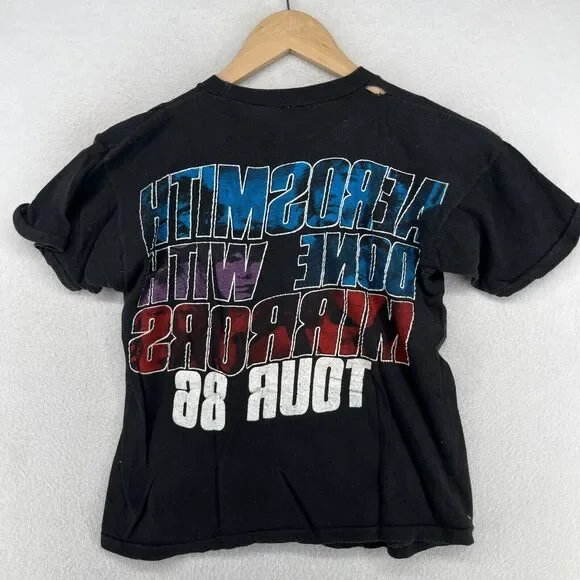 AEROSMITH
DONE WITH
MIRRORS
TOUR 86